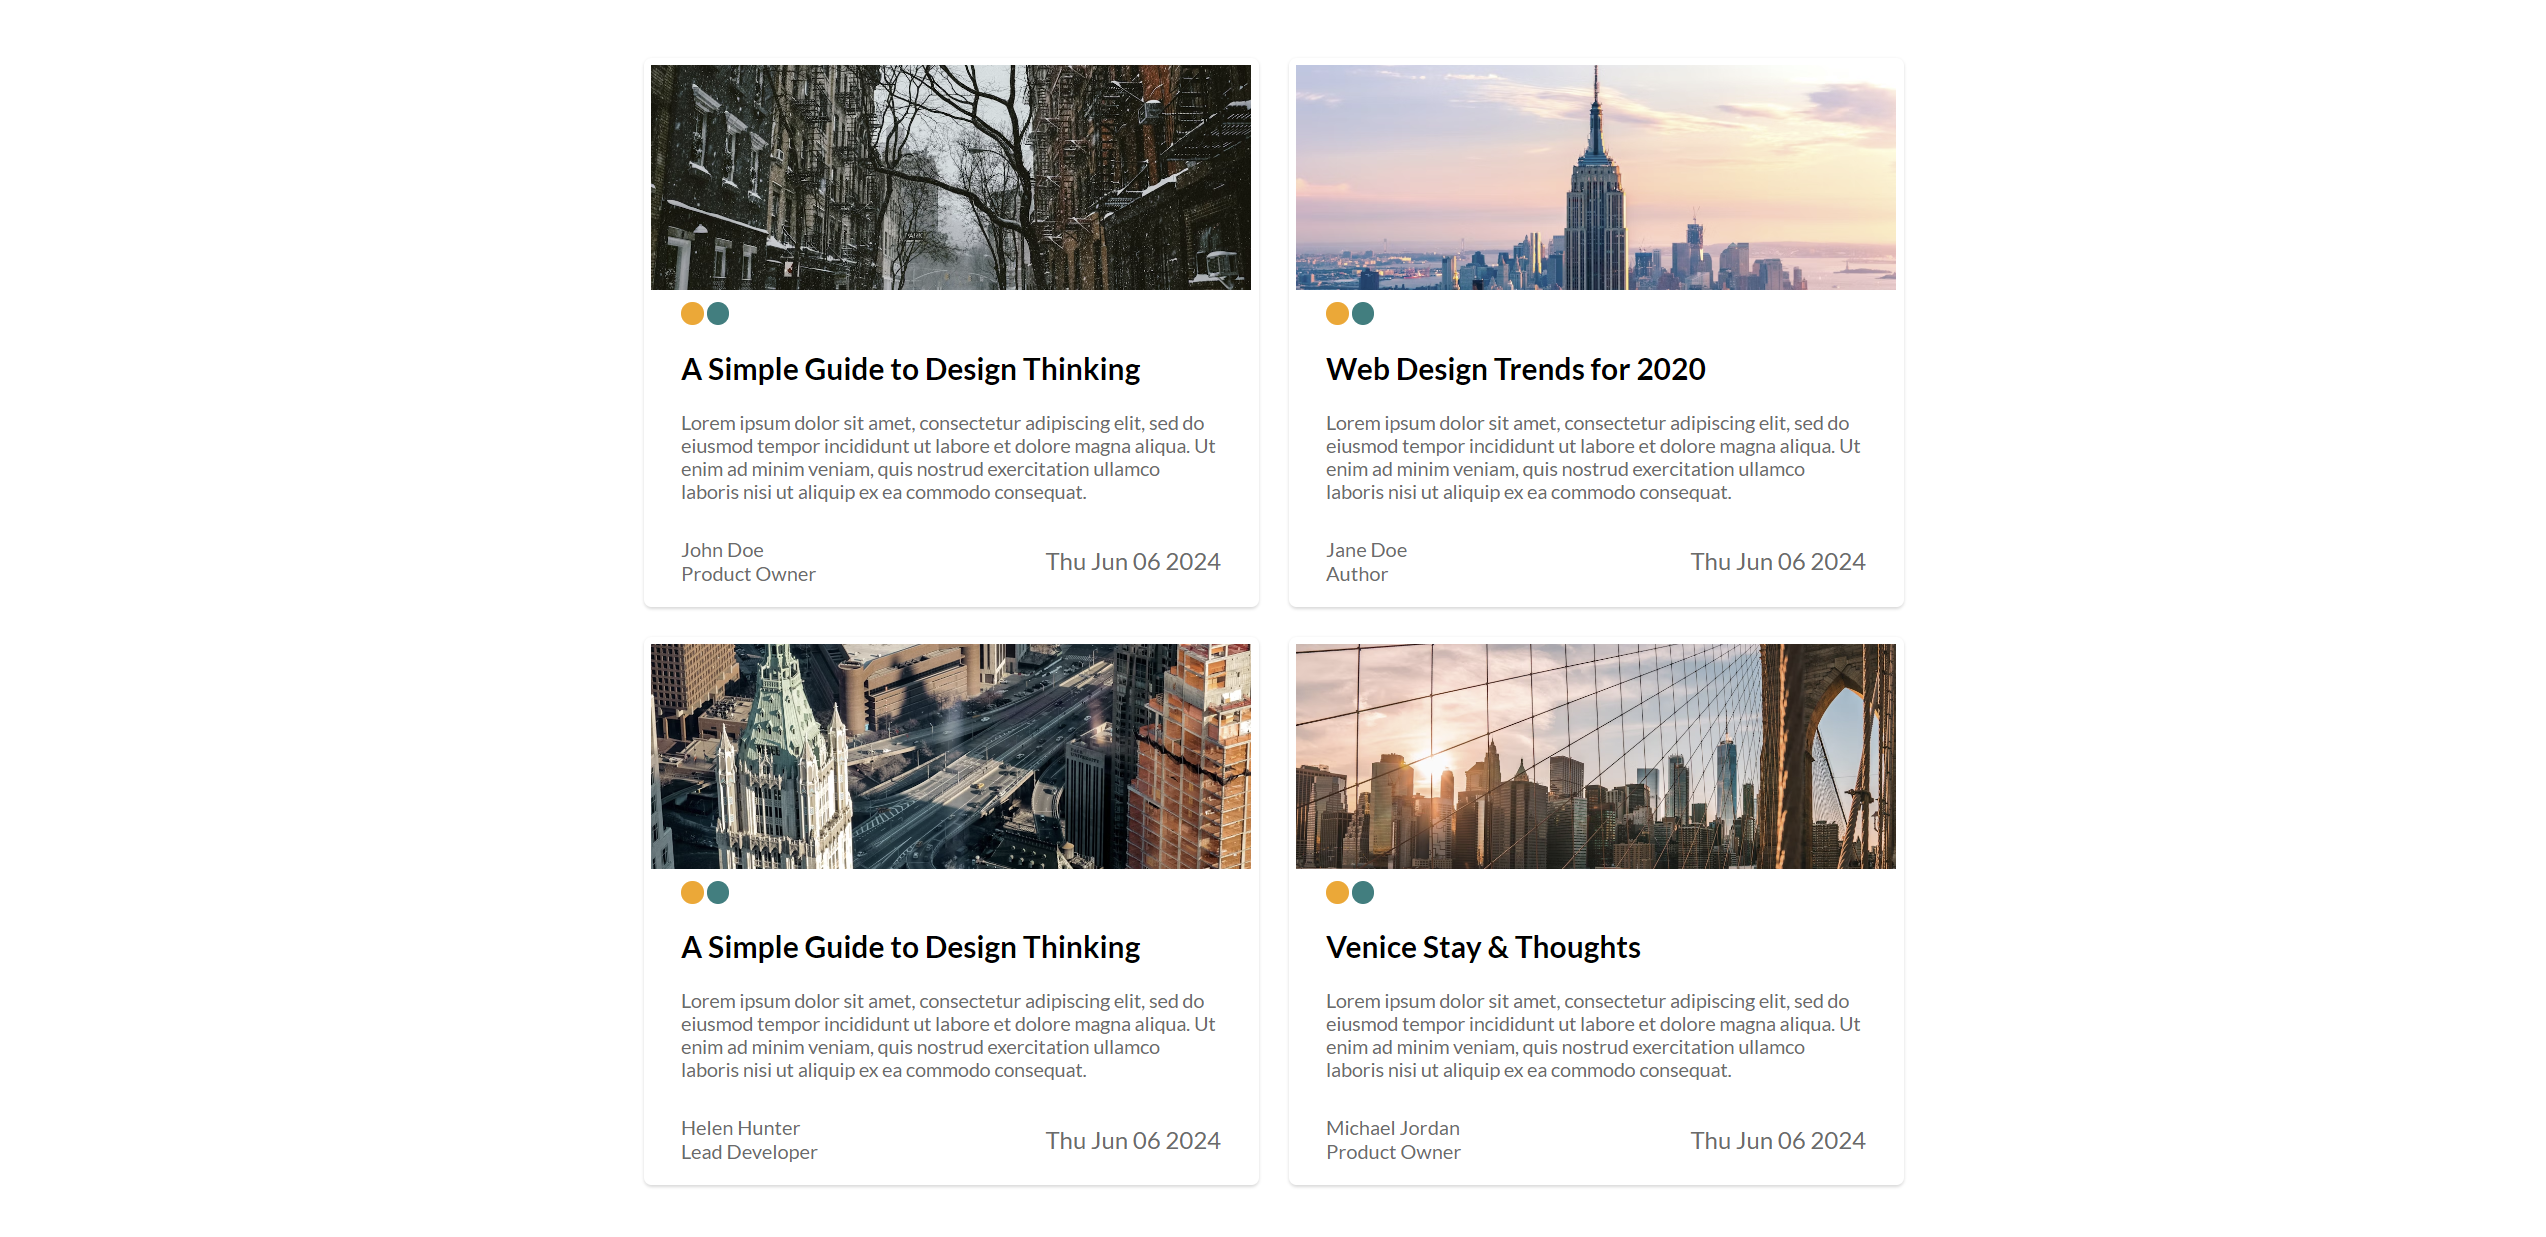 A Simple Guide to Design Thinking
Lorem ipsum dolor sit amet, consectetur adipiscing elit, sed do
eiusmod tempor incididunt ut labore et dolore magna aliqua. Ut
enim ad minim veniam, quis nostrud exercitation ullamco
laboris nisi ut aliquip ex ea commodo consequat.
John Doe
Product Owner
Thu Jun 06 2024
Web Design Trends for 2020
Lorem ipsum dolor sit amet, consectetur adipiscing elit, sed do
eiusmod tempor incididunt ut labore et dolore magna aliqua. Ut
enim ad minim veniam, quis nostrud exercitation ullamco
laboris nisi ut aliquip ex ea commodo consequat.
Jane Doe
Author
Thu Jun 06 2024
A Simple Guide to Design Thinking
Lorem ipsum dolor sit amet, consectetur adipiscing elit, sed do
eiusmod tempor incididunt ut labore et dolore magna aliqua. Ut
enim ad minim veniam, quis nostrud exercitation ullamco
laboris nisi ut aliquip ex ea commodo consequat.
Helen Hunter
Lead Developer
Thu Jun 06 2024
Venice Stay & Thoughts
Lorem ipsum dolor sit amet, consectetur adipiscing elit, sed do
eiusmod tempor incididunt ut labore et dolore magna aliqua. Ut
enim ad minim veniam, quis nostrud exercitation ullamco
laboris nisi ut aliquip ex ea commodo consequat.
Michael Jordan
Product Owner
Thu Jun 06 2024